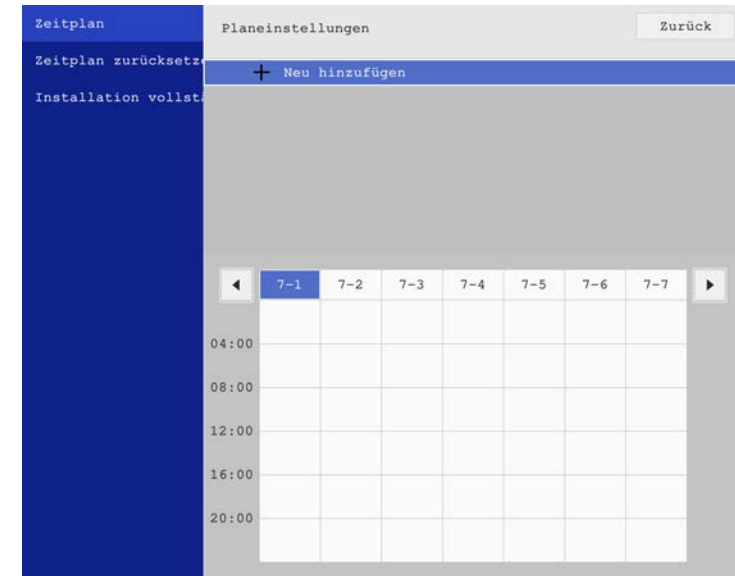 Zeitplan
Zeitplan zurücksetz
Installation vollst
Planeinstellungen
Zurück
Neu hinzufügen
7-1 7-2 7-3 7-4 7-5 7-6 7-7
04:00
08:00
12:00
16:00
20:00